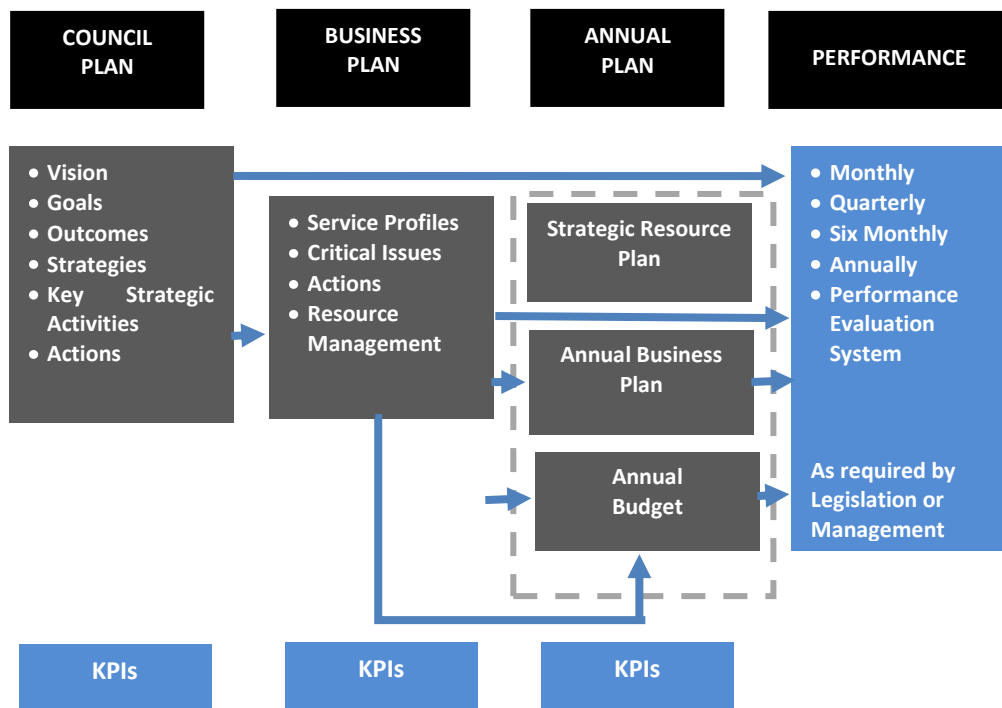 COUNCIL
PLAN
BUSINESS
PLAN
ANNUAL
PLAN
PERFORMANCE
• Vision
• Goals
• Outcomes
• Strategies
• Key Strategic
Activities
• Actions
• Service Profiles
• Critical Issues
• Actions
• Resource
Management
Strategic Resource
Plan
Annual Business
Plan
Annual
Budget
• Monthly
• Quarterly
• Six Monthly
• Annually
• Performance
Evaluation
System
As required by
Legislation or
Management
KPIs
KPIs
KPIs